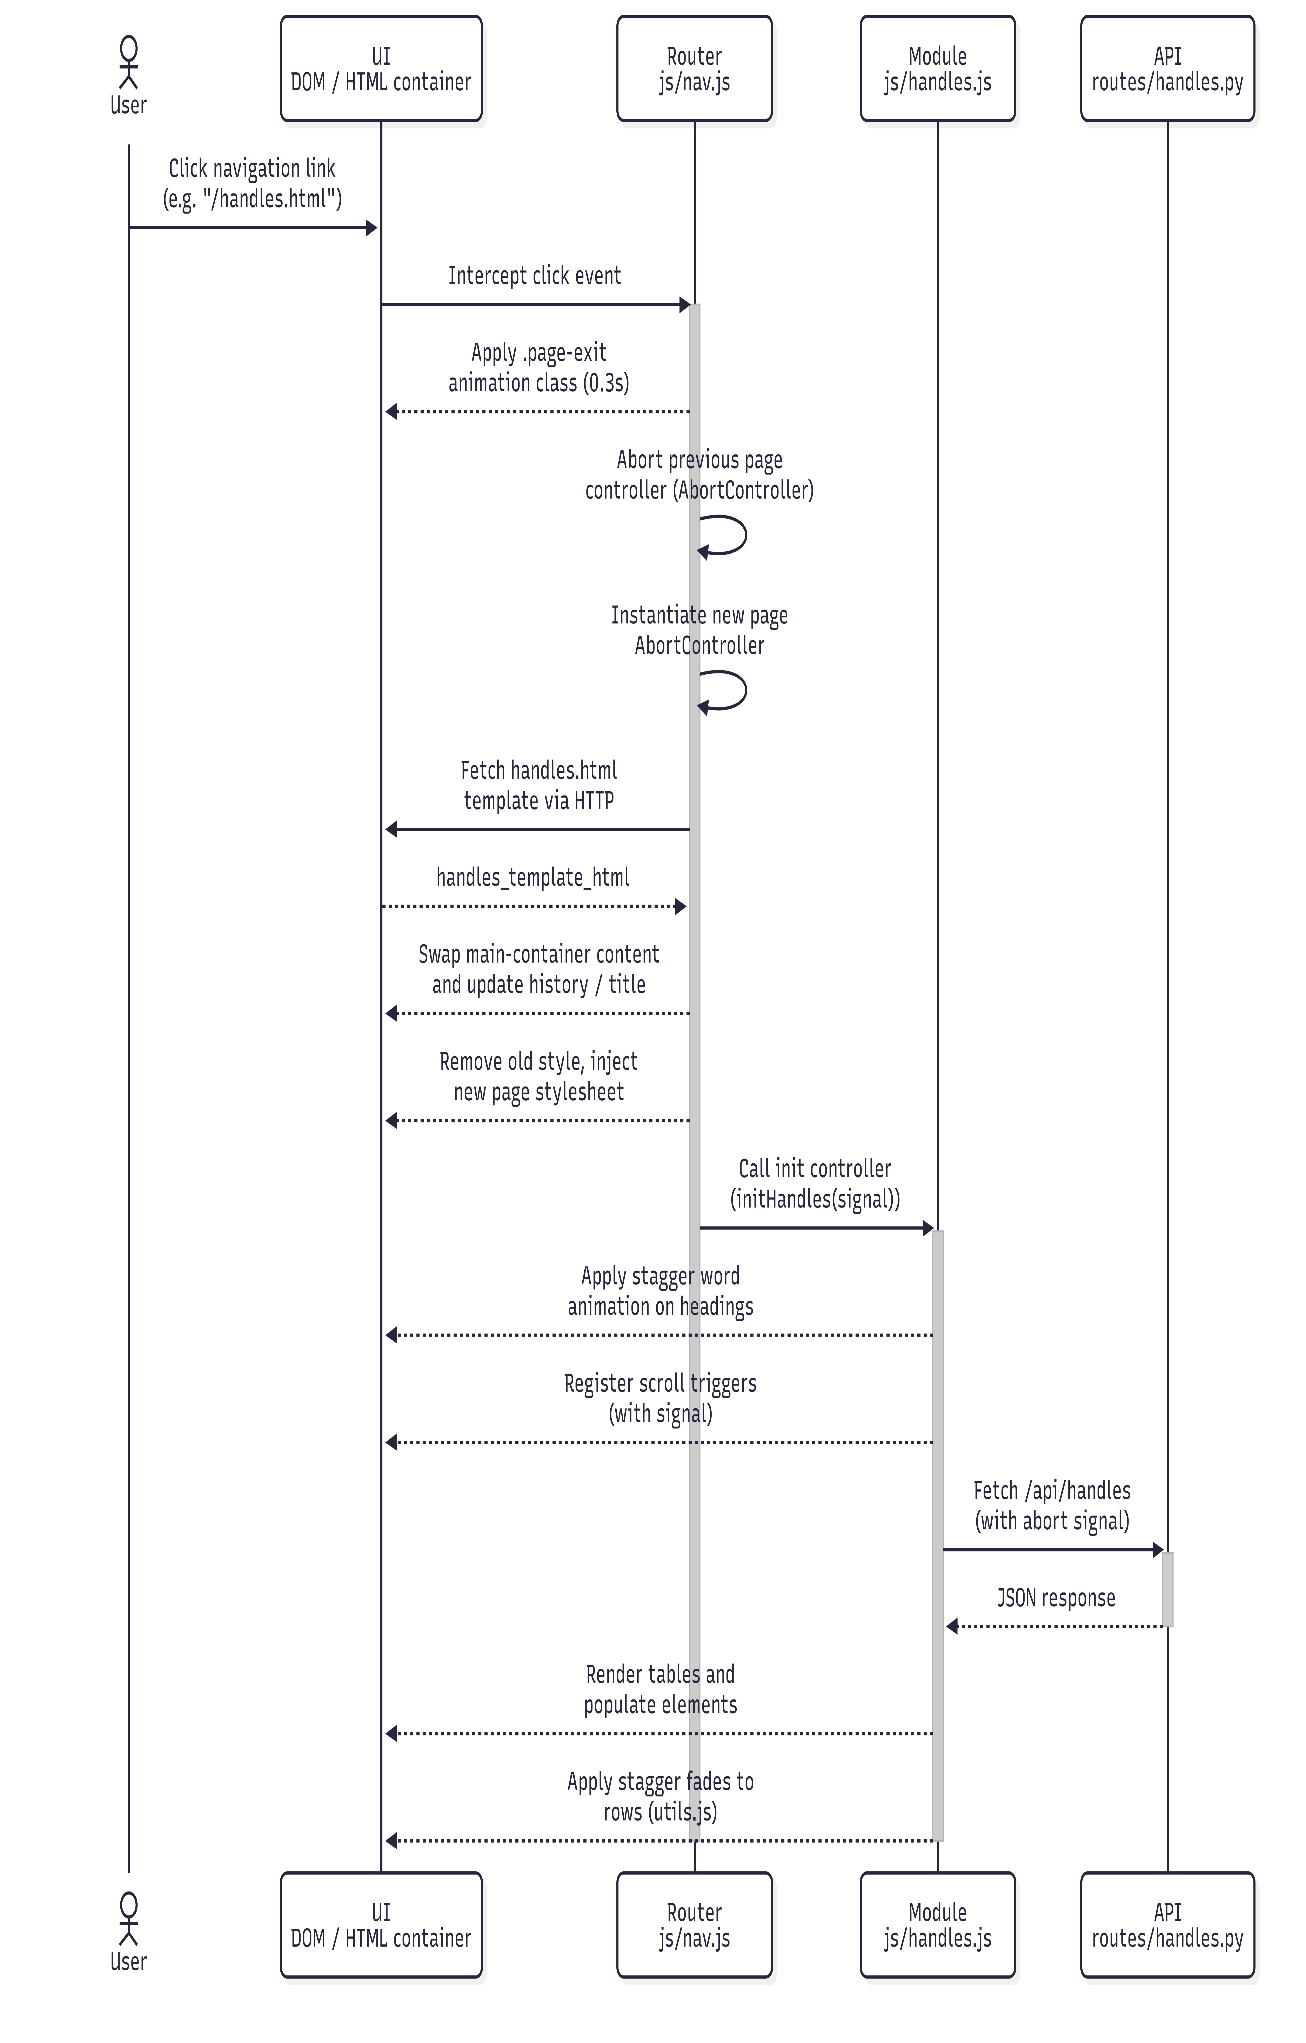 User
UI
DOM / HTML container
Router
js/nav.js
Module
js/handles.js
API
routes/handles.py
Click navigation link
(e.g. "/handles.html")
Intercept click event
Apply .page-exit
animation class (0.3s)
Abort previous page
controller (AbortController)
Instantiate new page
AbortController
Fetch handles.html
template via HTTP
handles_template_html
Swap main-container content
and update history / title
Remove old style, inject
new page stylesheet
Call init controller
(initHandles(signal))
Apply stagger word
animation on headings
Register scroll triggers
(with signal)
Fetch /api/handles
(with abort signal)
JSON response
Render tables and
populate elements
Apply stagger fades to
rows (utils.js)
User
UI
DOM / HTML container
Router
js/nav.js
Module
js/handles.js
API
routes/handles.py